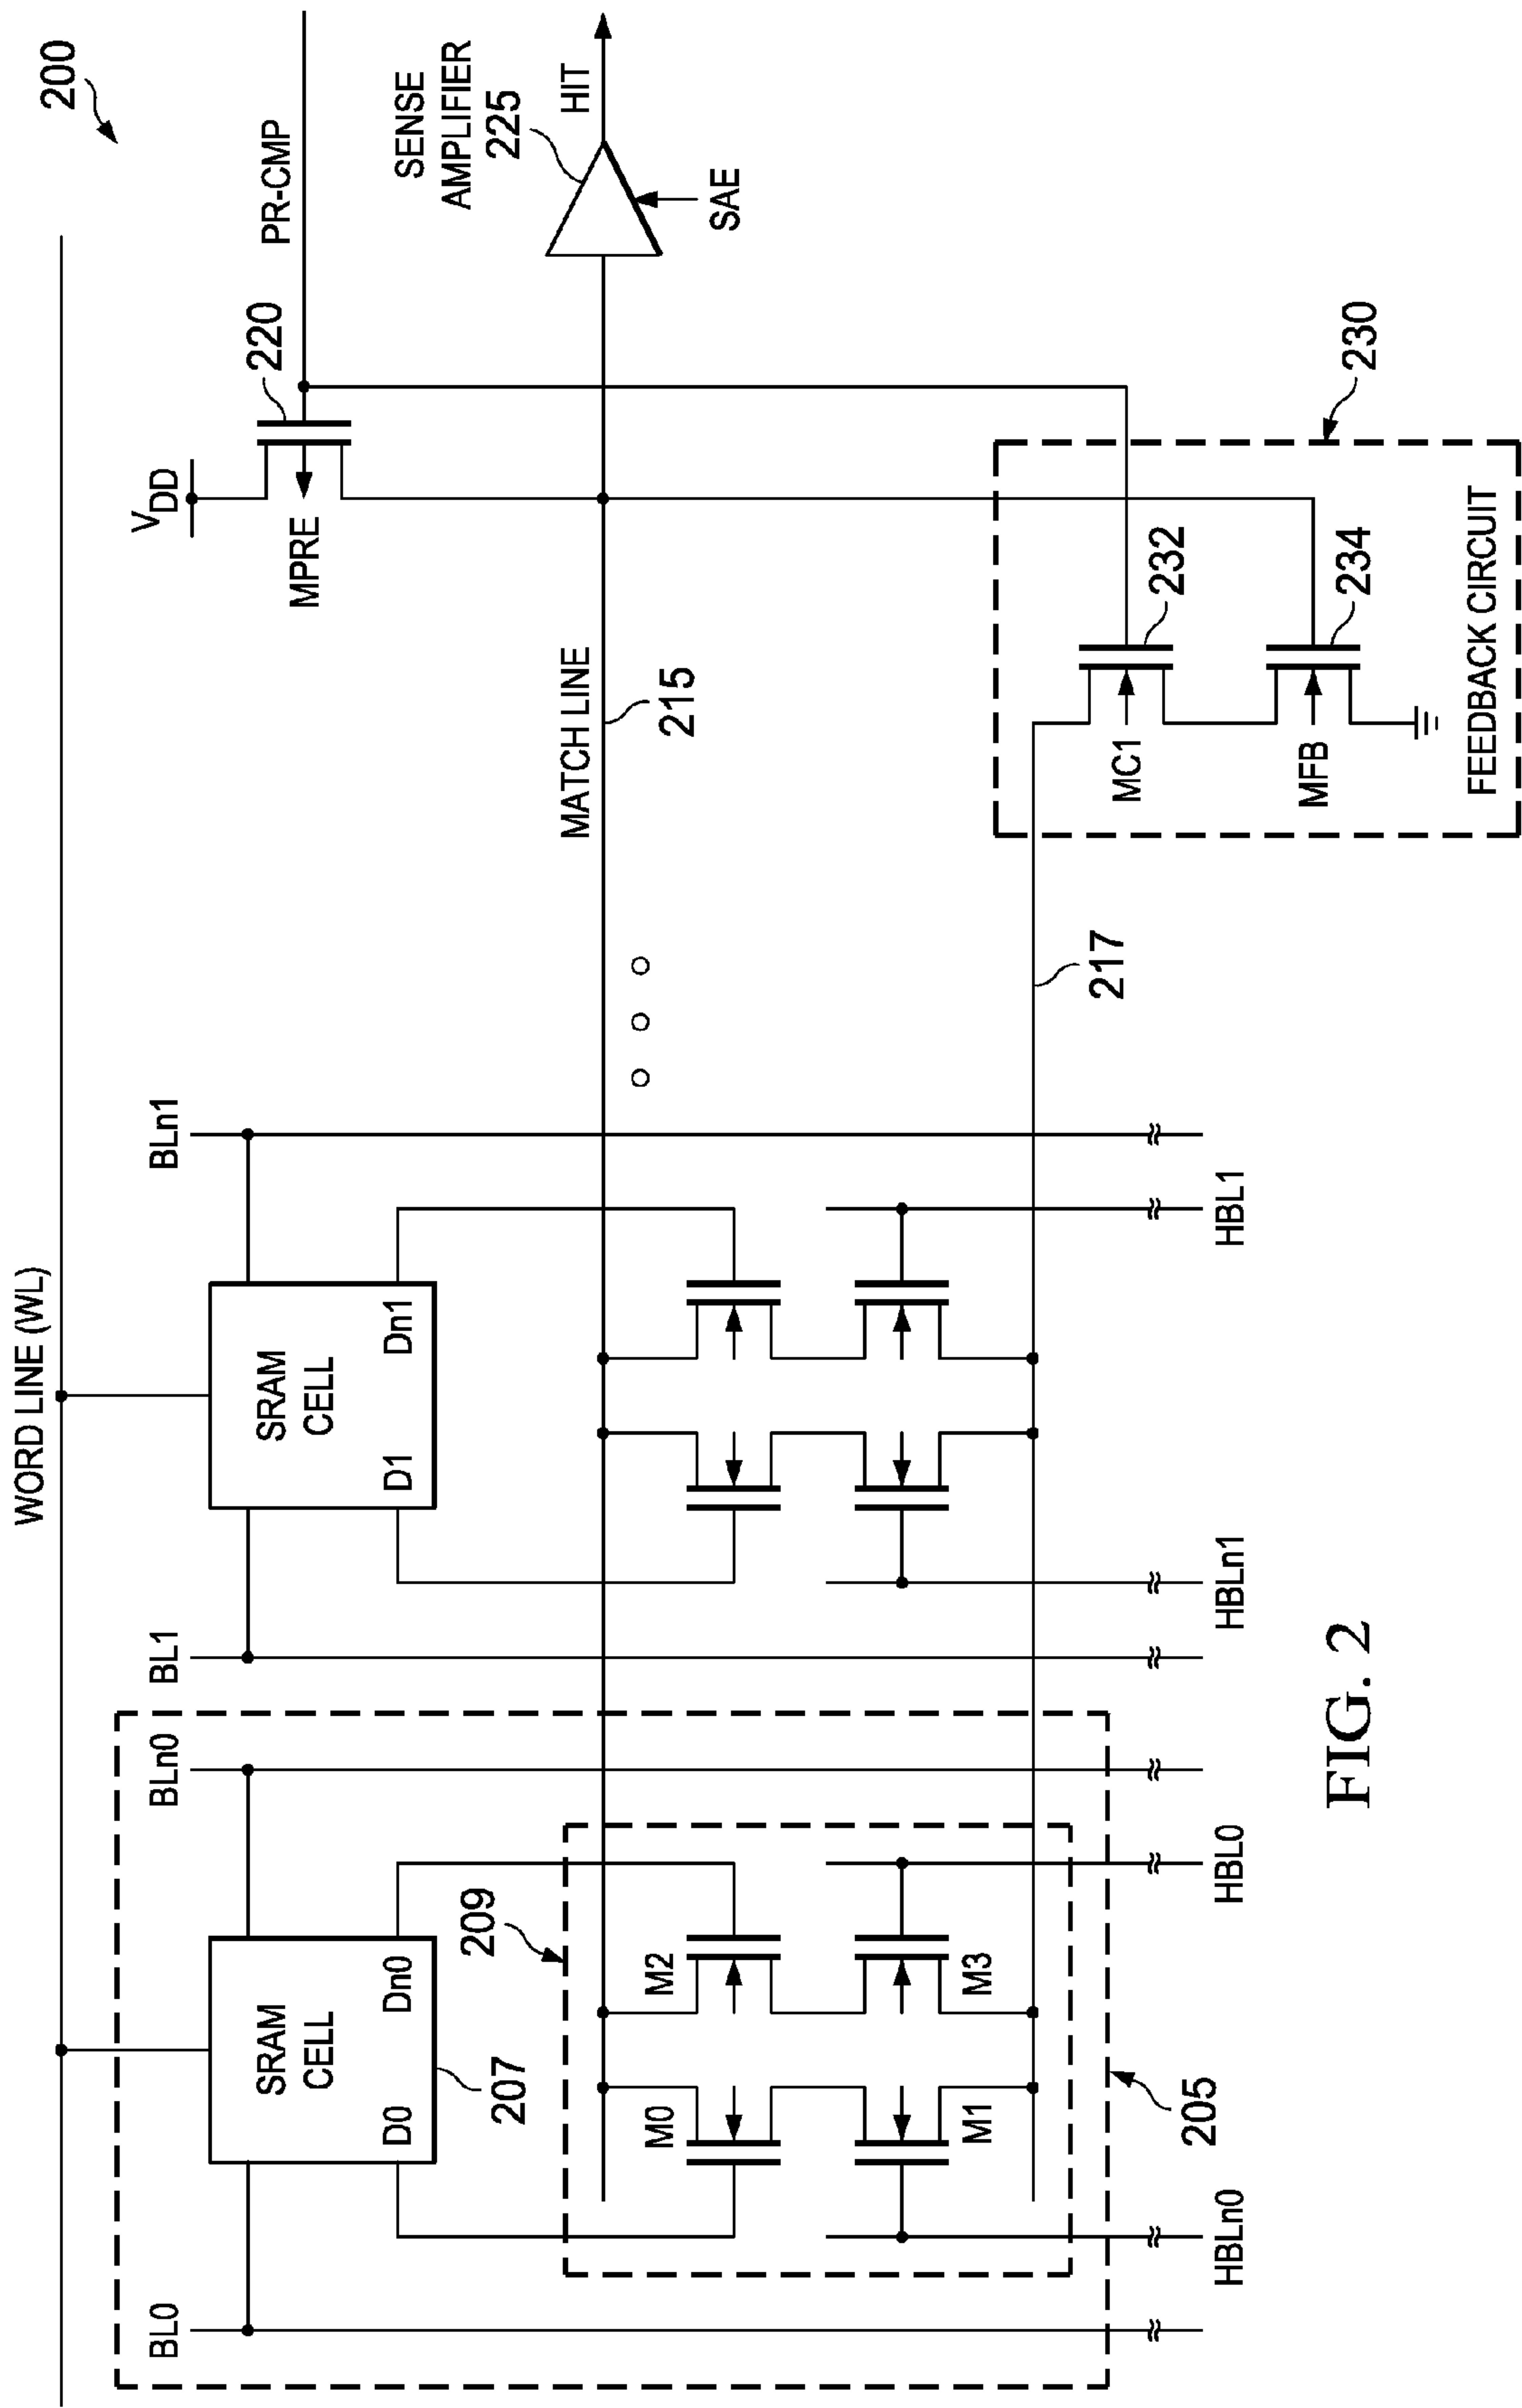 200
WORD LINE (WL)
PR-CMP
VDD
220
MPRE
SENSE
AMPLIFIER
225
HIT
SAE
BL0
BLn0
BL1
BLn1
SRAM
CELL
D0
Dn0
207
SRAM
CELL
D1
Dn1
209
MATCH LINE
215
M0
M2
M1
M3
217
230
MC1
232
MFB
234
FEEDBACK CIRCUIT
205
HBLn0
HBL0
HBLn1
HBL1
FIG. 2